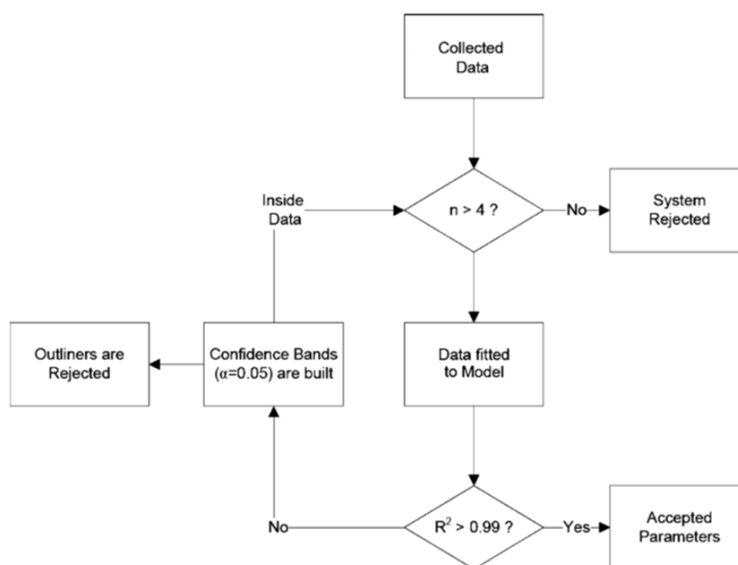 Collected
Data
Inside
Data
n > 4 ?
No
System
Rejected
Outliners are
Rejected
Confidence Bands
(α=0.05) are built
Data fitted
to Model
No
R² > 0.99 ?
Yes
Accepted
Parameters